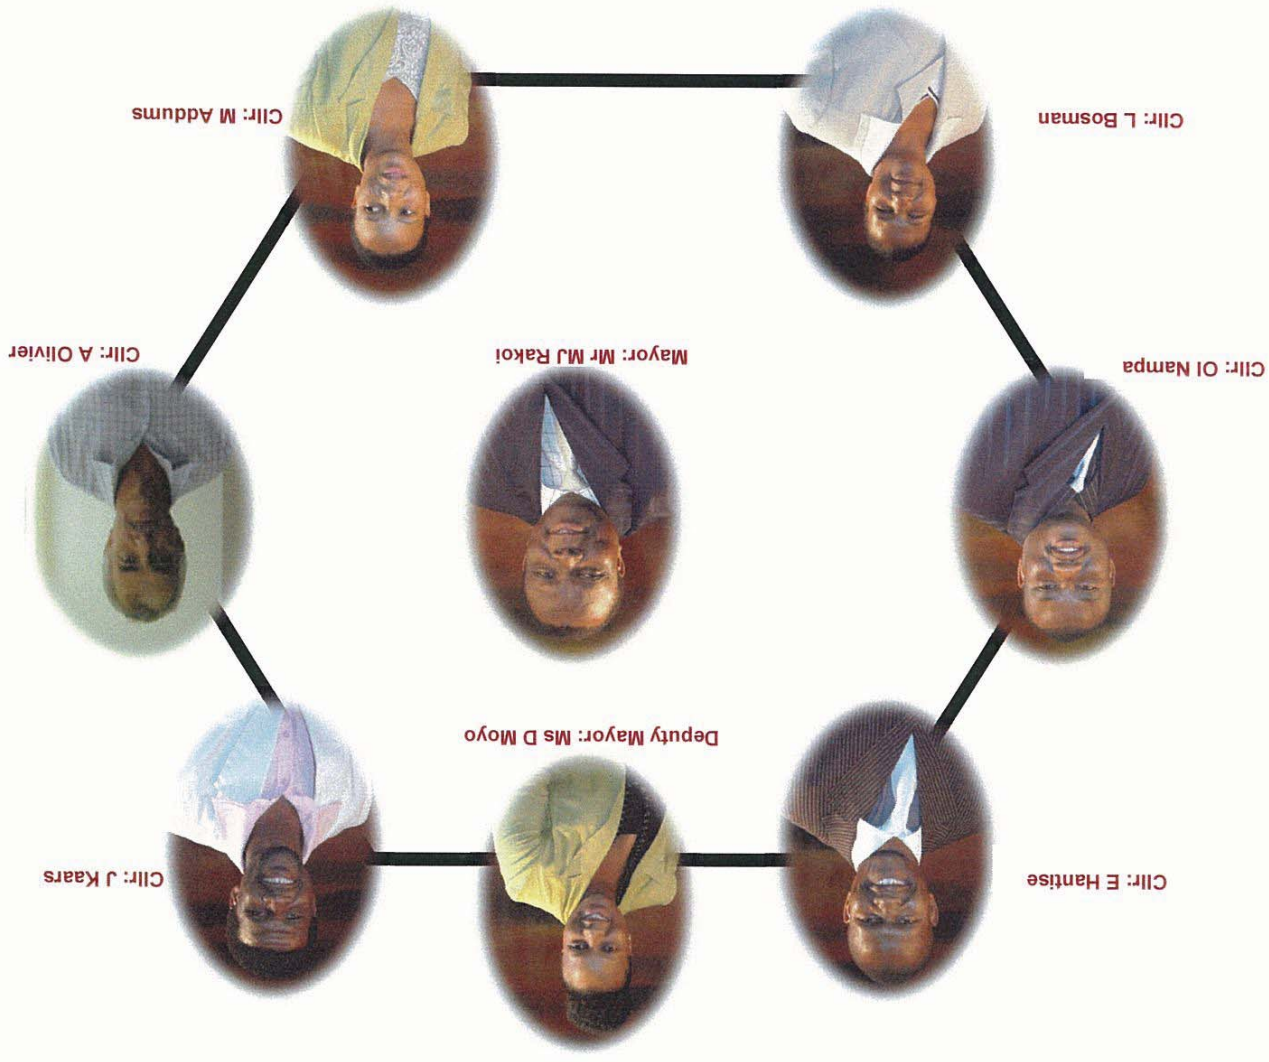 Cllr: E Hantise
Cllr: J Kaars
Deputy Mayor: Ms D Moyo
Cllr: OI Nampa
Mayor: Mr MJ Rakoi
Cllr: A Olivier
Cllr: L Bosman
Cllr: M Addums